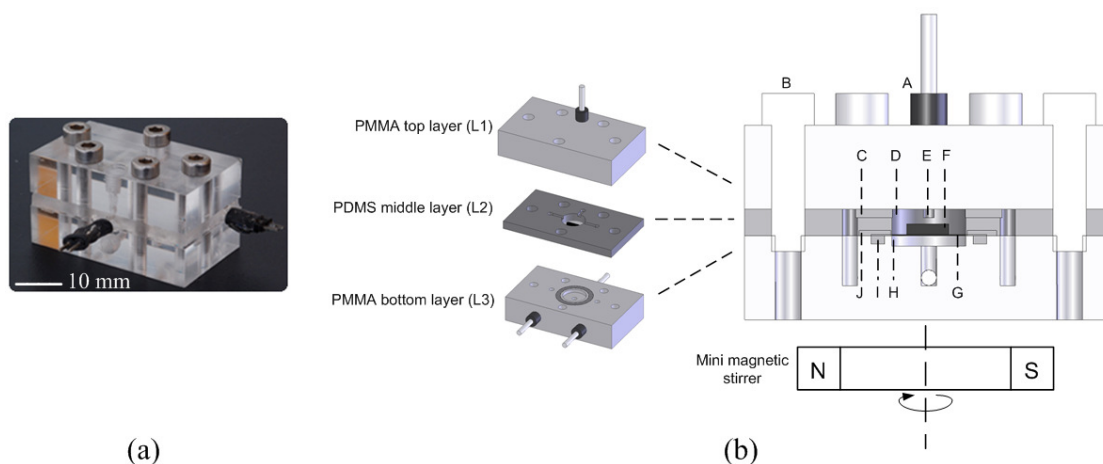 A
B
PMMA top layer (L1)
C D E F
PDMS middle layer (L2)
PMMA bottom layer (L3)
J I H G
10 mm
Mini magnetic
stirrer
N S
(a) (b)